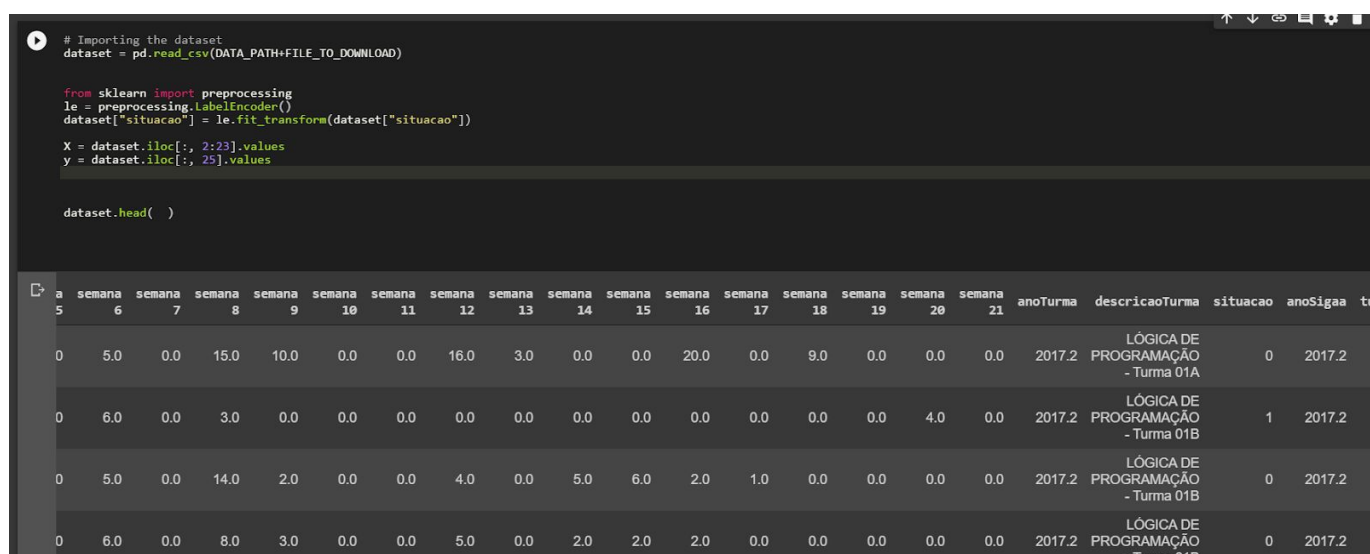 # Importing the dataset
dataset = pd.read_csv(DATA_PATH+FILE_TO_DOWNLOAD)
from sklearn import preprocessing
le = preprocessing.LabelEncoder()
dataset["situacao"] = le.fit_transform(dataset["situacao"])
X = dataset.iloc[:, 2:23].values
y = dataset.iloc[:, 25].values
dataset.head(  )
a semana semana semana semana semana semana semana semana semana semana semana semana semana semana semana semana anoTurma descricaoTurma situacao anoSigaa tu
5 6 7 8 9 10 11 12 13 14 15 16 17 18 19 20 21
LÓGICA DE
0 5.0 0.0 15.0 10.0 0.0 0.0 16.0 3.0 0.0 0.0 20.0 0.0 9.0 0.0 0.0 0.0 2017.2 PROGRAMAÇÃO 0 2017.2
- Turma 01A
LÓGICA DE
0 6.0 0.0 3.0 0.0 0.0 0.0 0.0 0.0 0.0 0.0 0.0 0.0 0.0 0.0 4.0 0.0 2017.2 PROGRAMAÇÃO 1 2017.2
- Turma 01B
LÓGICA DE
0 5.0 0.0 14.0 2.0 0.0 0.0 4.0 0.0 5.0 6.0 2.0 1.0 0.0 0.0 0.0 0.0 2017.2 PROGRAMAÇÃO 0 2017.2
- Turma 01B
LÓGICA DE
0 6.0 0.0 8.0 3.0 0.0 0.0 5.0 0.0 2.0 2.0 2.0 0.0 0.0 0.0 0.0 0.0 2017.2 PROGRAMAÇÃO 0 2017.2